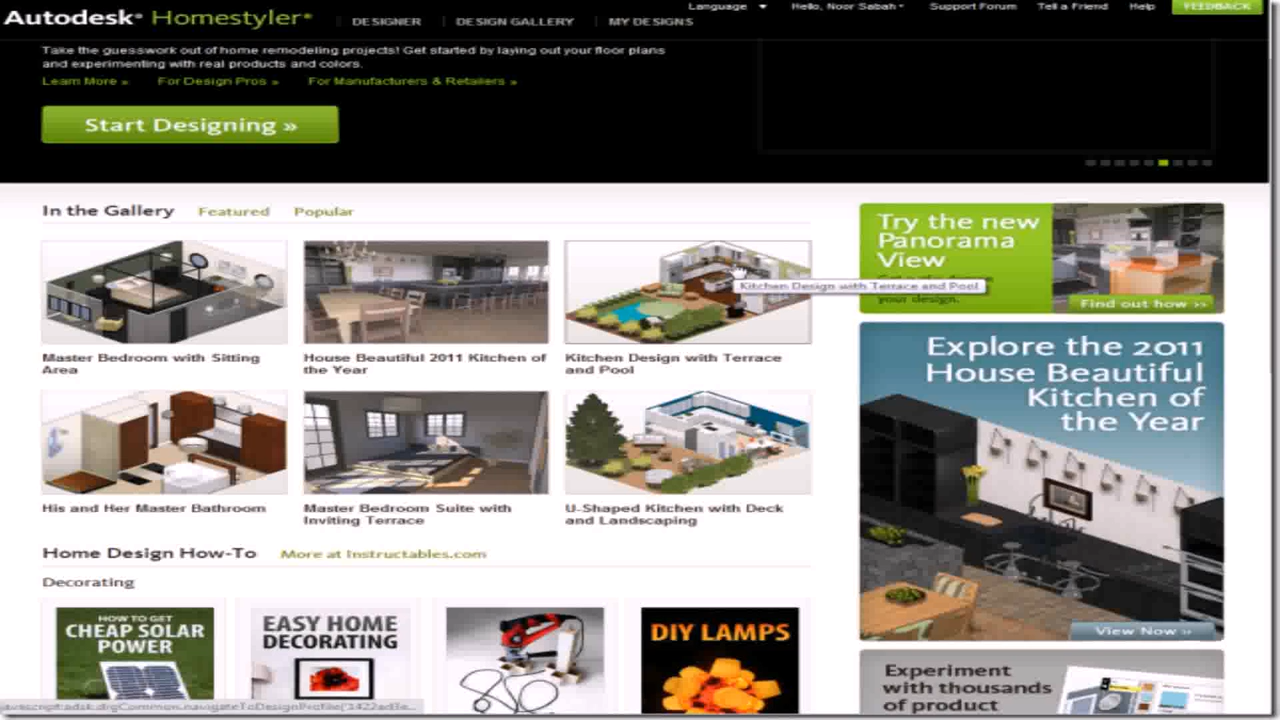 Autodesk® Homestyler®
DESIGNER
DESIGN GALLERY
MY DESIGNS
Language
Hello, Noor Sabah
Support Forum
Tell a Friend
Help
FEEDBACK
Take the guesswork out of home remodeling projects! Get started by laying out your floor plans
and experimenting with real products and colors.
Learn More »
For Design Pros »
For Manufacturers & Retailers »
Start Designing »
In the Gallery
Featured
Popular
Master Bedroom with Sitting
Area
House Beautiful 2011 Kitchen of
the Year
Kitchen Design with Terrace
and Pool
Kitchen Design with Terrace and Pool
His and Her Master Bathroom
Master Bedroom Suite with
Inviting Terrace
U-Shaped Kitchen with Deck
and Landscaping
Try the new
Panorama
View
your design.
Find out how >>
Explore the 2011
House Beautiful
Kitchen of
the Year
View Now »
Experiment
with thousands
of product
Home Design How-To
More at Instructables.com
Decorating
HOW TO GET
CHEAP SOLAR
POWER
EASY HOME
DECORATING
DIY LAMPS